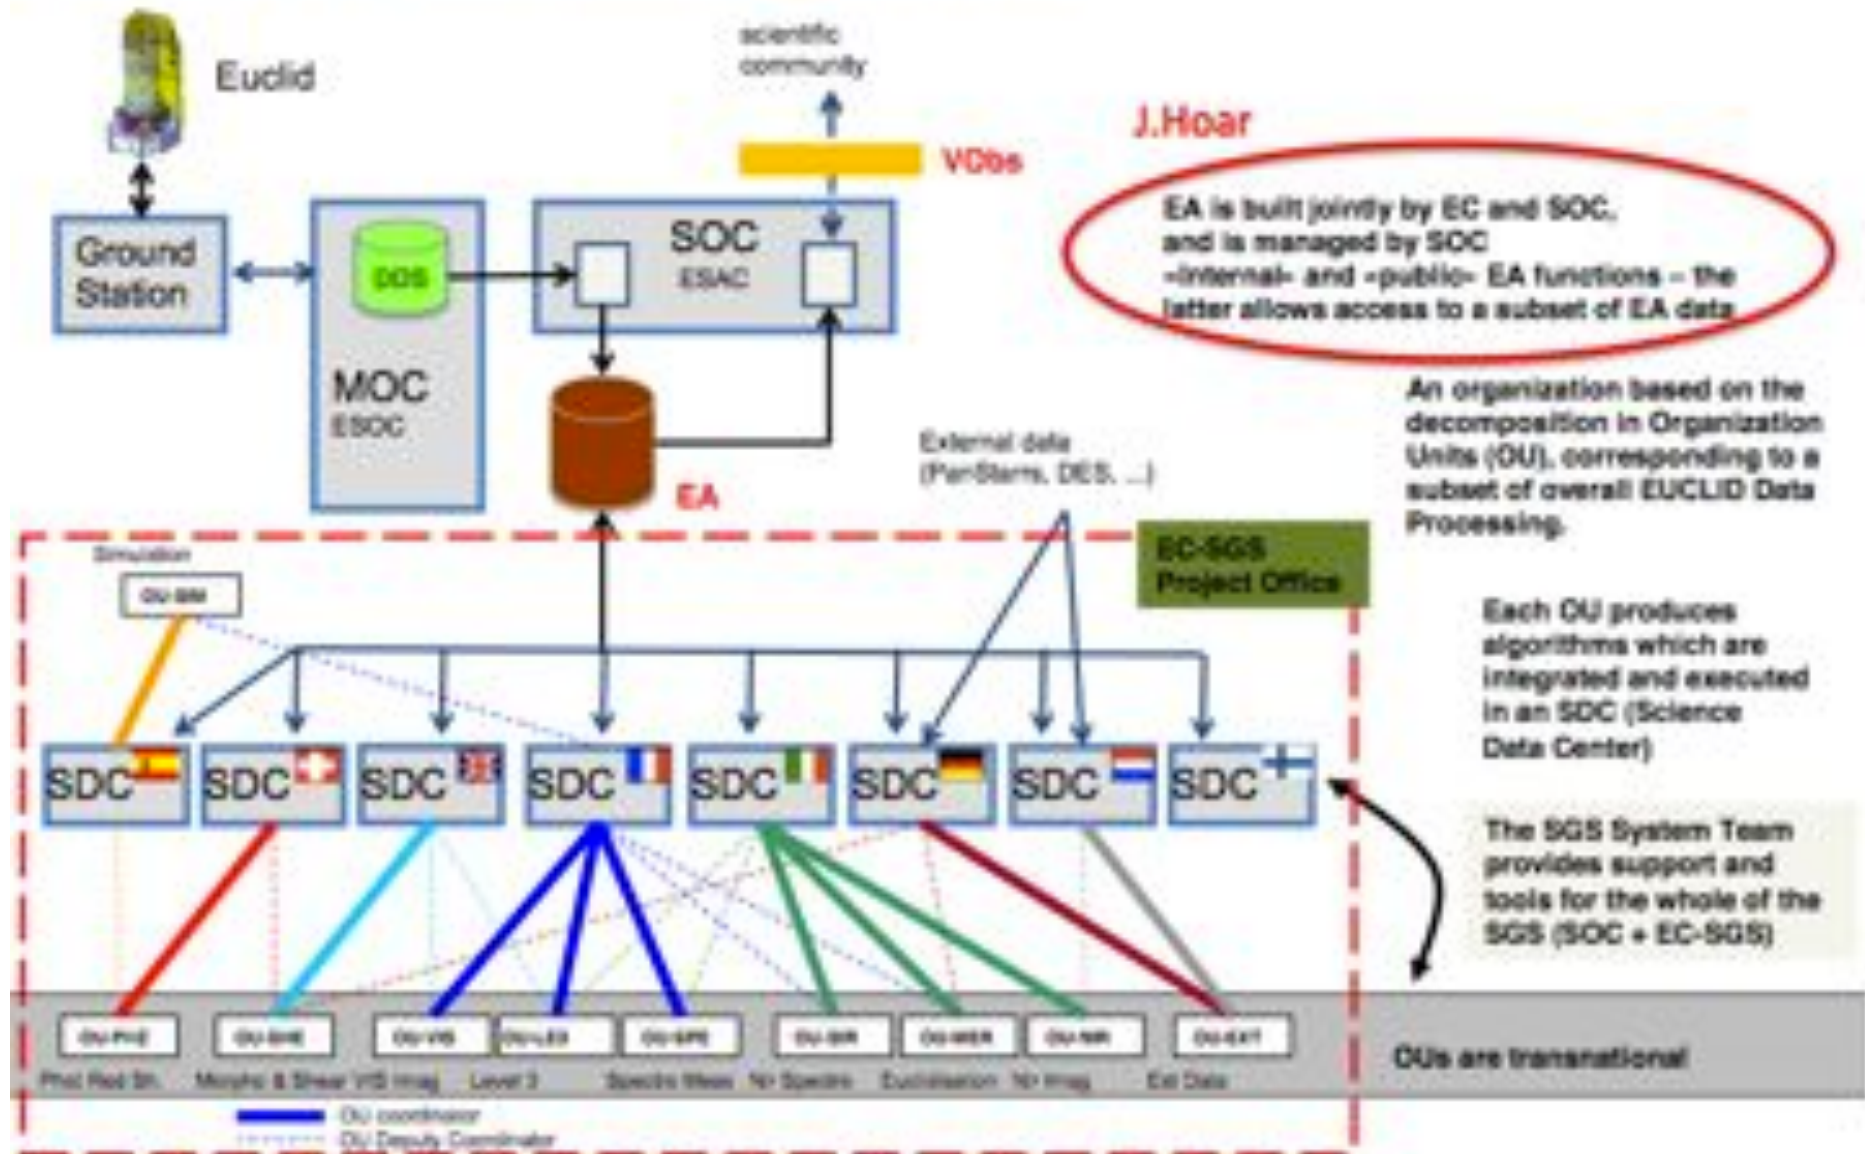 Euclid
scientific
community
J.Hoar
VObs
EA is built jointly by EC and SOC,
and is managed by SOC
«internal» and «public» EA functions – the
latter allows access to a subset of EA data
Ground
Station
DDS
SOC
ESAC
MOC
ESOC
An organization based on the
decomposition in Organization
Units (OU), corresponding to a
subset of overall EUCLID Data
Processing.
External data
(PanStarrs, DES, ...)
EA
EC-SGS
Project Office
Simulation
OU-SIM
Each OU produces
algorithms which are
integrated and executed
in an SDC (Science
Data Center)
SDC
SDC
SDC
SDC
SDC
SDC
SDC
SDC
The SGS System Team
provides support and
tools for the whole of the
SGS (SOC + EC-SGS)
OU-PHZ
OU-SHE
OU-VIS
OU-LE3
OU-SPE
OU-SIR
OU-MER
OU-NIR
OU-EXT
OUs are transnational
Phot Red Sh.
Morpho & Shear
VIS Imag
Level 3
Spectro Meas
Spectro
Euclidisation
Imag
Ext Data
OU coordinator
OU Deputy Coordinator